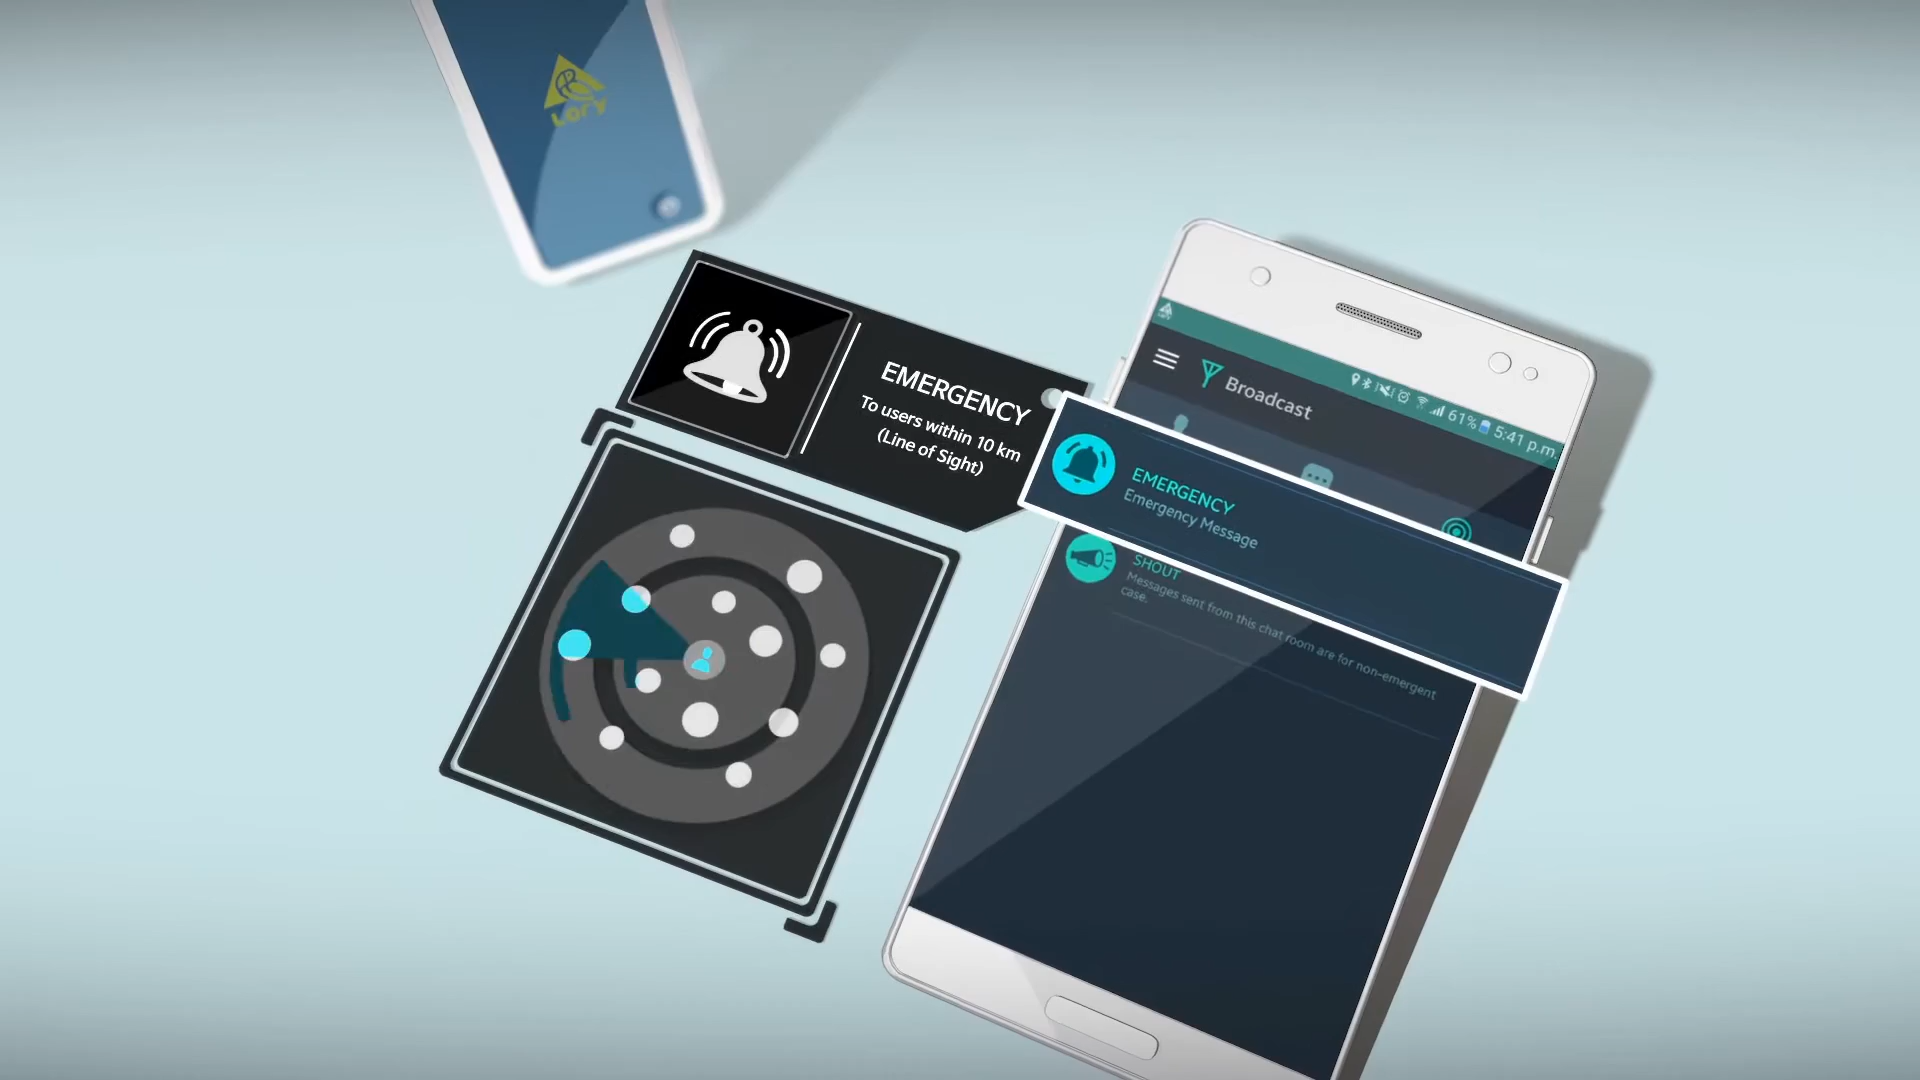 Lory
EMERGENCY
To users within 10 km
(Line of Sight)
61% 5:41 p.m.
Broadcast
EMERGENCY
Emergency Message
SHOUT
Messages sent from this chat room are for non-emergent
case.